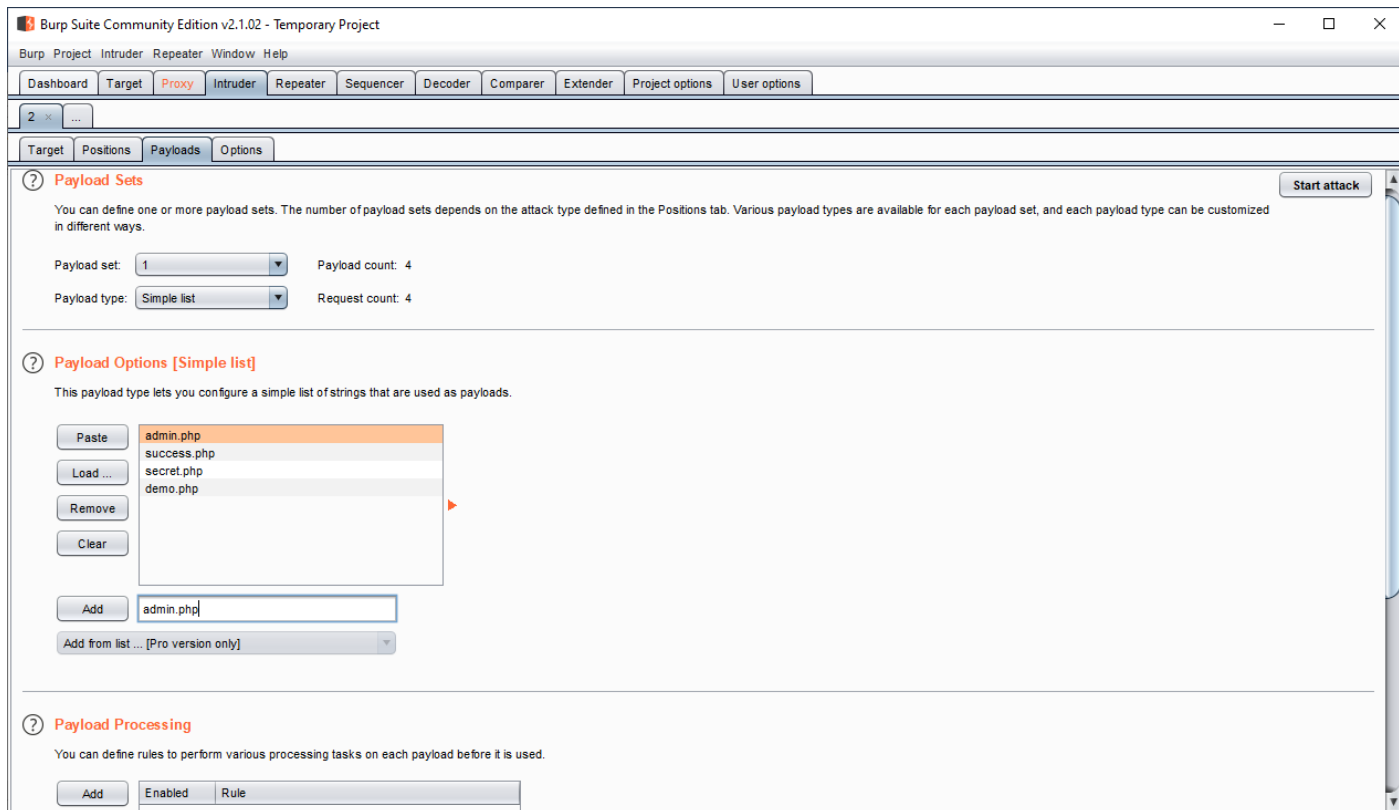 Burp Suite Community Edition v2.1.02 - Temporary Project
Burp Project Intruder Repeater Window Help
Dashboard Target Proxy Intruder Repeater Sequencer Decoder Comparer Extender Project options User options
2 × ...
Target Positions Payloads Options
? Payload Sets
Start attack
You can define one or more payload sets. The number of payload sets depends on the attack type defined in the Positions tab. Various payload types are available for each payload set, and each payload type can be customized
in different ways.
Payload set: 1 Payload count: 4
Payload type: Simple list Request count: 4
? Payload Options [Simple list]
This payload type lets you configure a simple list of strings that are used as payloads.
Paste
Load ...
Remove
Clear
admin.php
success.php
secret.php
demo.php
Add admin.php
Add from list ... [Pro version only]
? Payload Processing
You can define rules to perform various processing tasks on each payload before it is used.
Add Enabled Rule